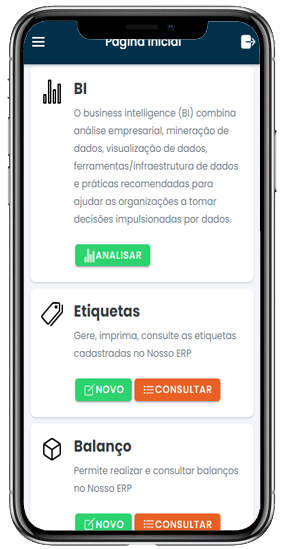 Página Inicial
BI
O business intelligence (BI) combina
análise empresarial, mineração de
dados, visualização de dados,
ferramentas/infraestrutura de dados
e práticas recomendadas para
ajudar as organizações a tomar
decisões impulsionadas por dados.
ANALISAR
Etiquetas
Gere, imprima, consulte as etiquetas
cadastradas no Nosso ERP
NOVO CONSULTAR
Balanço
Permite realizar e consultar balanços
no Nosso ERP
NOVO CONSULTAR